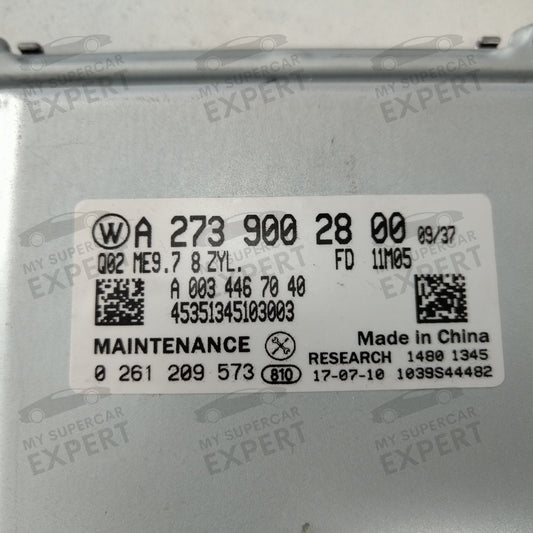 W A 273 900 28 00 09/37
Q02 ME9.7 8 ZYL. FD 11M05
A 003 446 70 40
45351345103003
Made in China
MAINTENANCE RESEARCH 1480 1345
0 261 209 573 810 17-07-10 1039S44482
MY SUPERCAR EXPERT